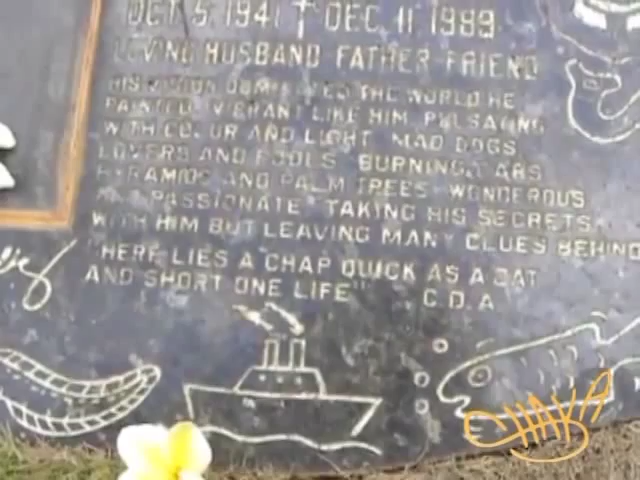 OCT 5. 1941 † DEC 11. 1989
LOVING HUSBAND FATHER FRIEND
HIS VISION DOMINATED THE WORLD HE
PAINTED. VIBRANT LIKE HIM PULSATING
WITH COLOUR AND LIGHT MAD DOGS
LOVERS AND FOOLS BURNING CARS
PYRAMIDS AND PALM TREES WONDEROUS
AND PASSIONATE TAKING HIS SECRETS
WITH HIM BUT LEAVING MANY CLUES BEHIND
"HERE LIES A CHAP QUICK AS A CAT
AND SHORT ONE LIFE" C.D.A
CHAKA